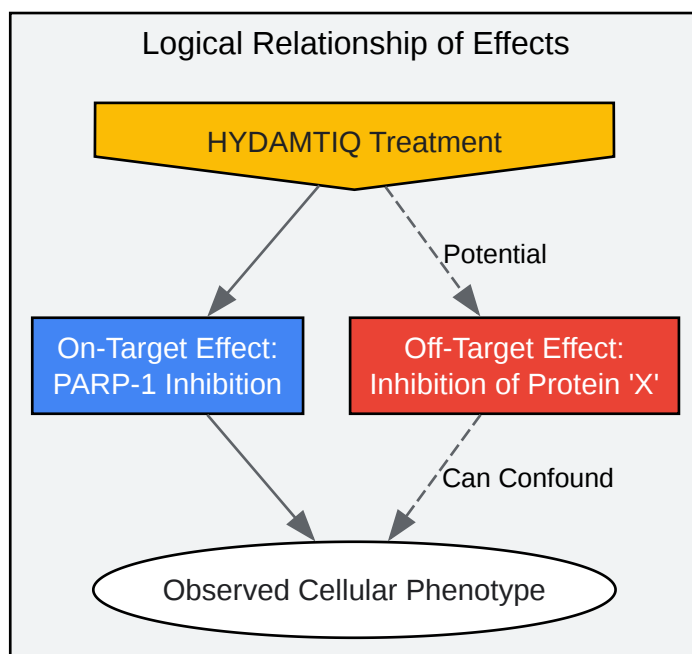 Logical Relationship of Effects
HYDAMTIQ Treatment
Potential
On-Target Effect:
PARP-1 Inhibition
Off-Target Effect:
Inhibition of Protein 'X'
Can Confound
Observed Cellular Phenotype